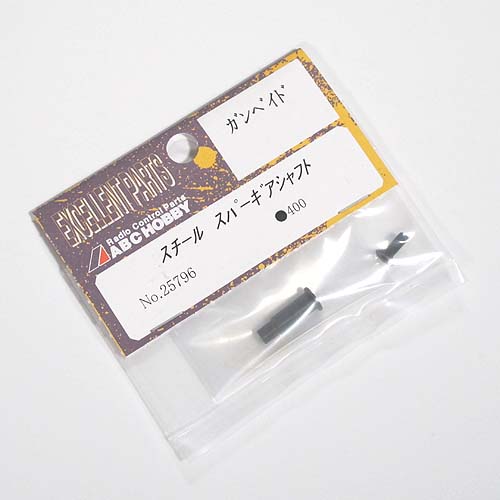 EXCELLENT PARTS
Radio Control Parts
ABC HOBBY
ガンベイド
スチール スパーギアシャフト
●400
No.25796